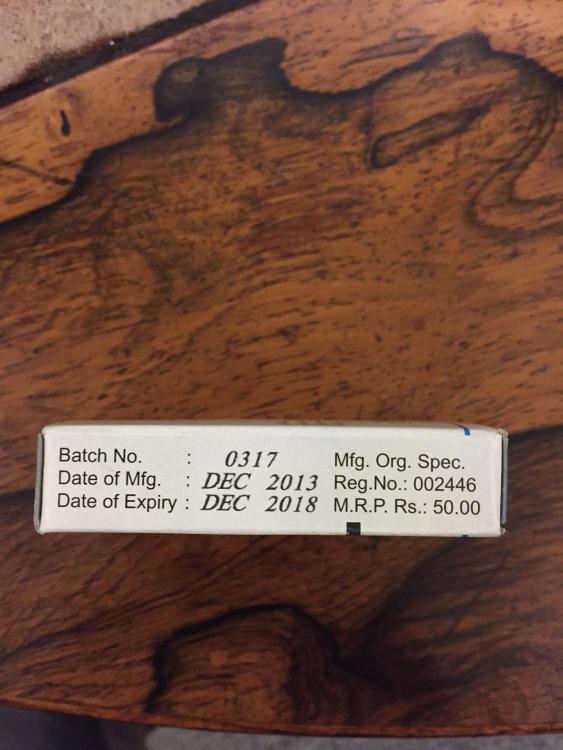 Batch No. : 0317 Mfg. Org. Spec.
Date of Mfg. : DEC 2013 Reg.No.: 002446
Date of Expiry : DEC 2018 M.R.P. Rs.: 50.00